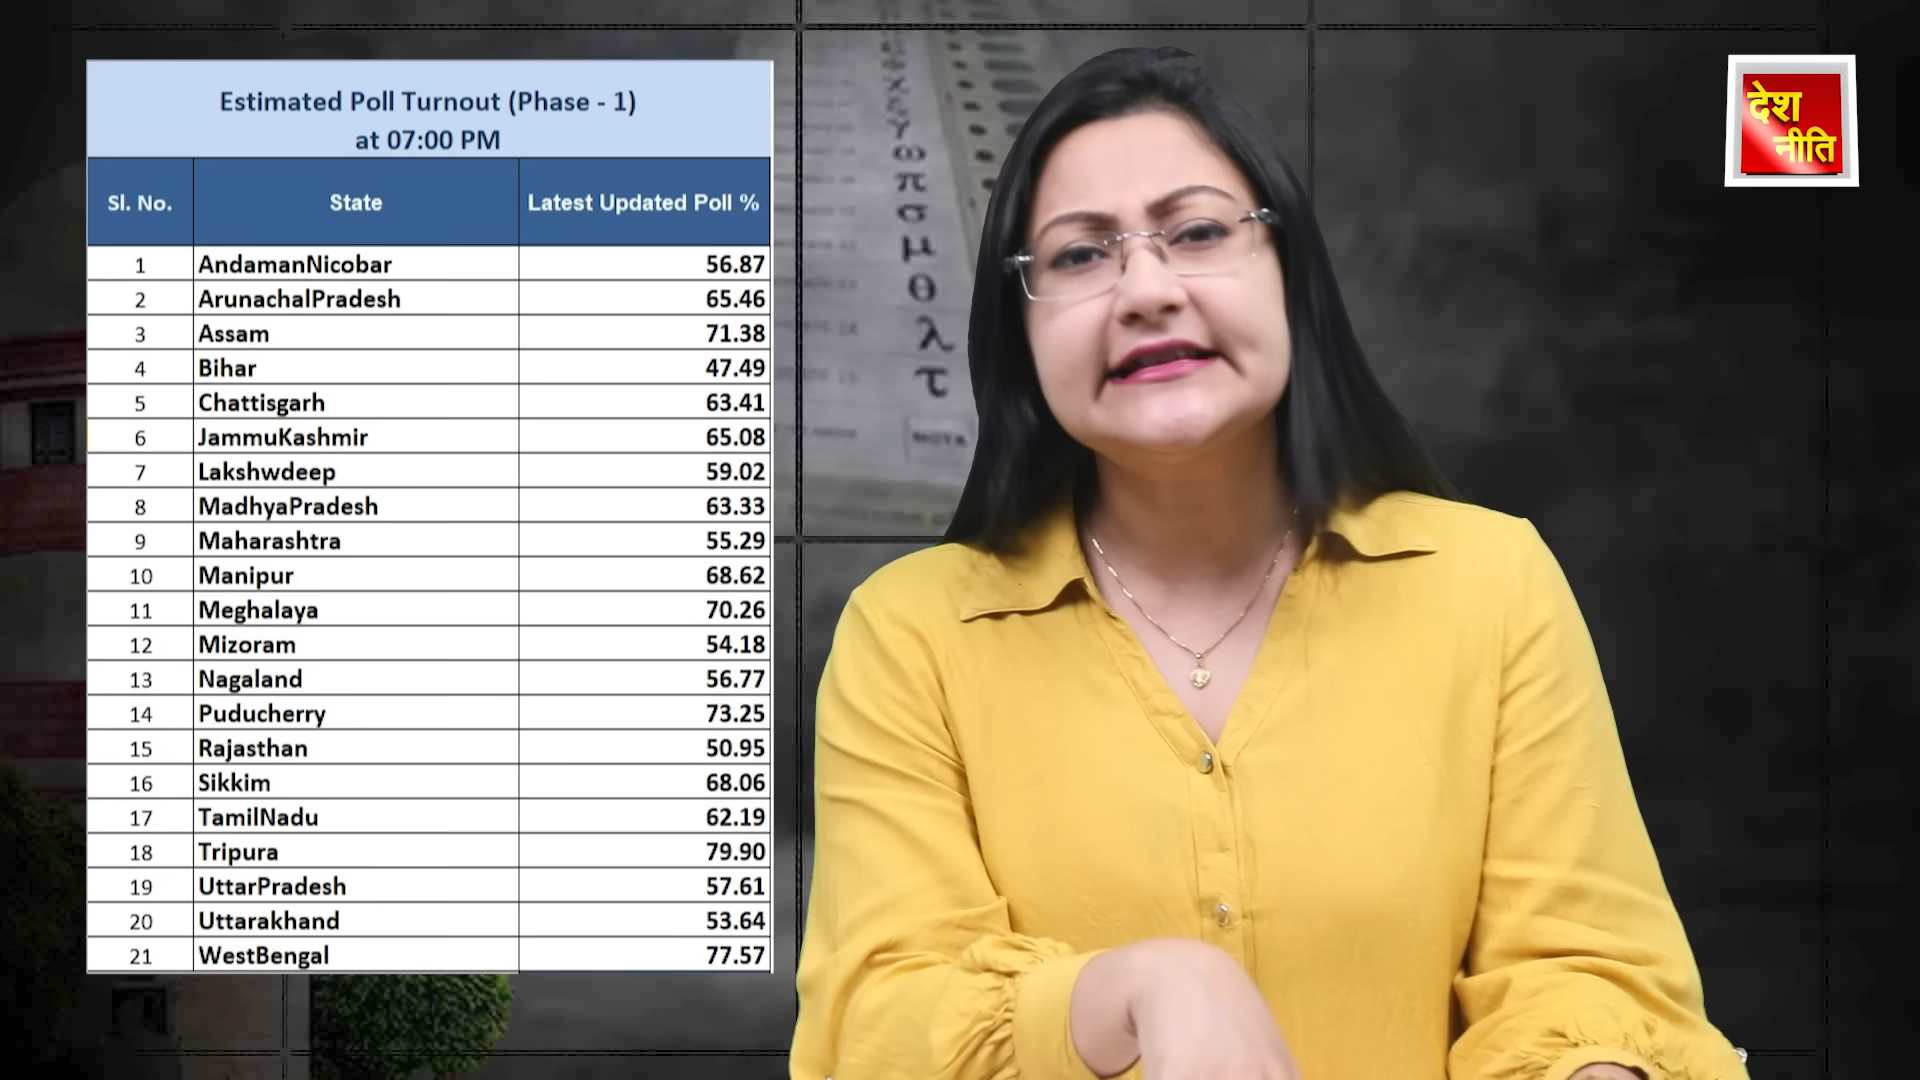 Estimated Poll Turnout (Phase - 1)
at 07:00 PM
Sl. No. State Latest Updated Poll %
1 AndamanNicobar 56.87
2 ArunachalPradesh 65.46
3 Assam 71.38
4 Bihar 47.49
5 Chattisgarh 63.41
6 JammuKashmir 65.08
7 Lakshwdeep 59.02
8 MadhyaPradesh 63.33
9 Maharashtra 55.29
10 Manipur 68.62
11 Meghalaya 70.26
12 Mizoram 54.18
13 Nagaland 56.77
14 Puducherry 73.25
15 Rajasthan 50.95
16 Sikkim 68.06
17 TamilNadu 62.19
18 Tripura 79.90
19 UttarPradesh 57.61
20 Uttarakhand 53.64
21 WestBengal 77.57
ω
π
σ
μ
θ
λ
τ
NOTA
देश
नीति